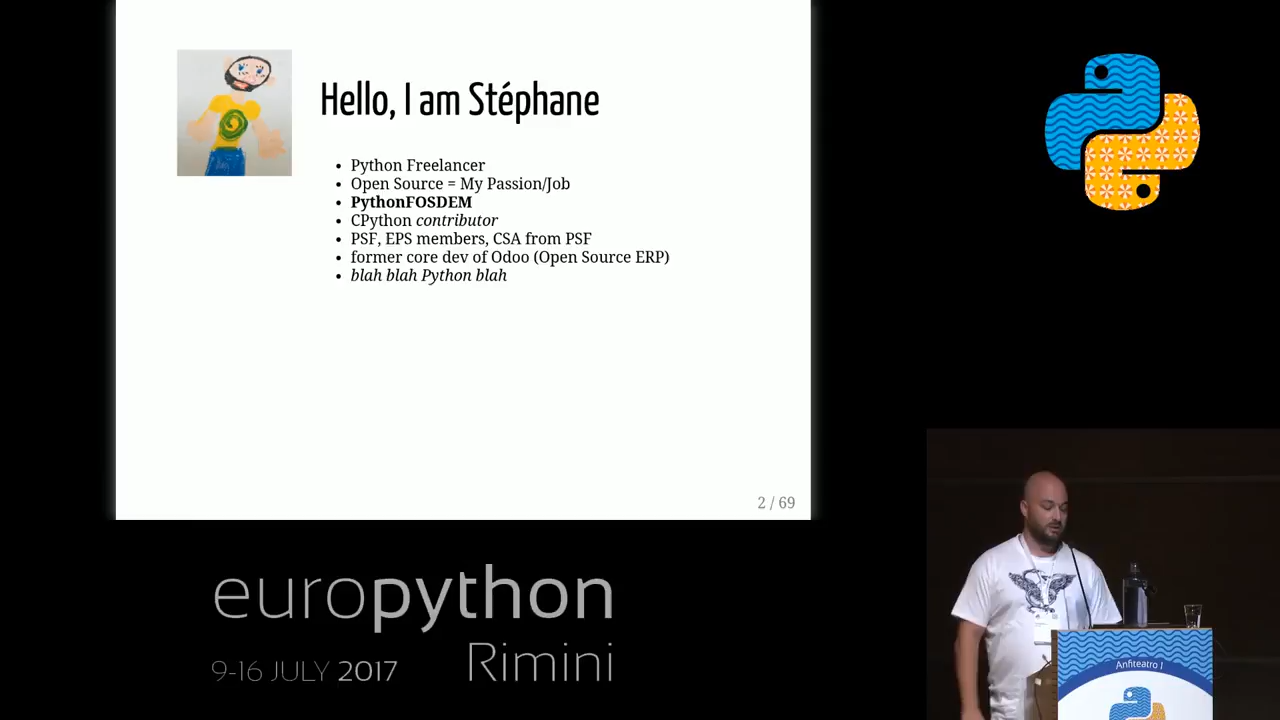 Hello, I am Stéphane
Python Freelancer
Open Source = My Passion/Job
PythonFOSDEM
CPython contributor
PSF, EPS members, CSA from PSF
former core dev of Odoo (Open Source ERP)
blah blah Python blah
2 / 69
europython
9-16 JULY 2017
Rimini
Anfiteatro 1